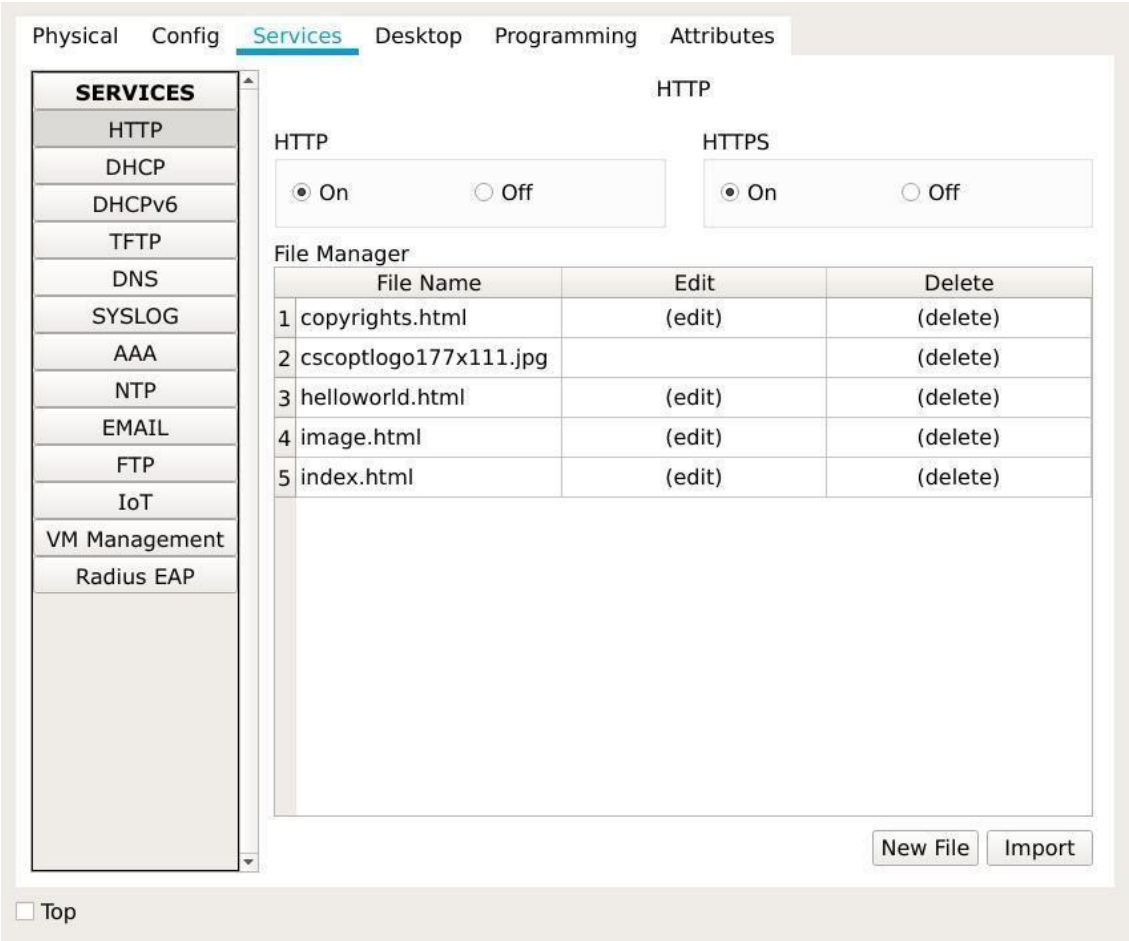 Physical Config Services Desktop Programming Attributes
SERVICES
HTTP
DHCP
DHCPv6
TFTP
DNS
SYSLOG
AAA
NTP
EMAIL
FTP
IoT
VM Management
Radius EAP
HTTP
HTTP HTTPS
On Off On Off
File Manager
File Name Edit Delete
1 copyrights.html (edit) (delete)
2 cscoptlogo177x111.jpg (delete)
3 helloworld.html (edit) (delete)
4 image.html (edit) (delete)
5 index.html (edit) (delete)
New File Import
Top